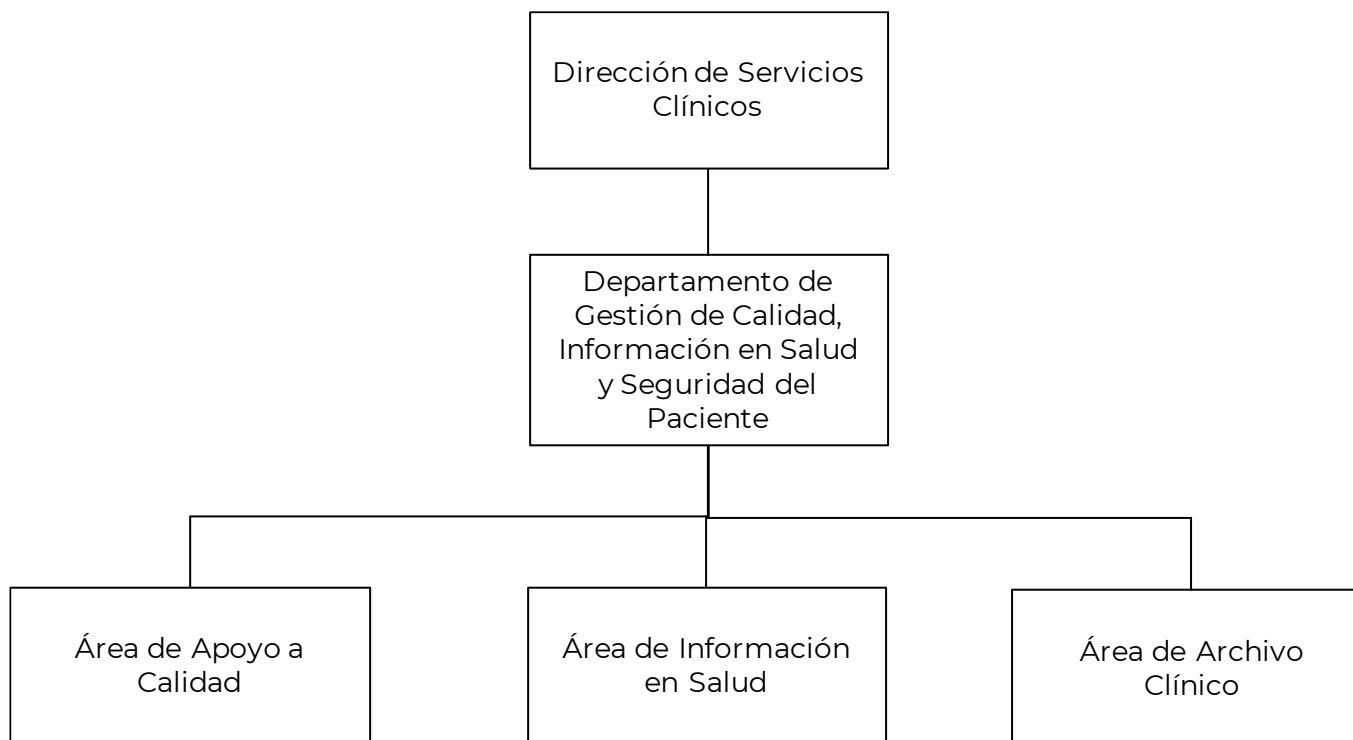 Dirección de Servicios
Clínicos
Departamento de
Gestión de Calidad,
Información en Salud
y Seguridad del
Paciente
Área de Apoyo a
Calidad
Área de Información
en Salud
Área de Archivo
Clínico